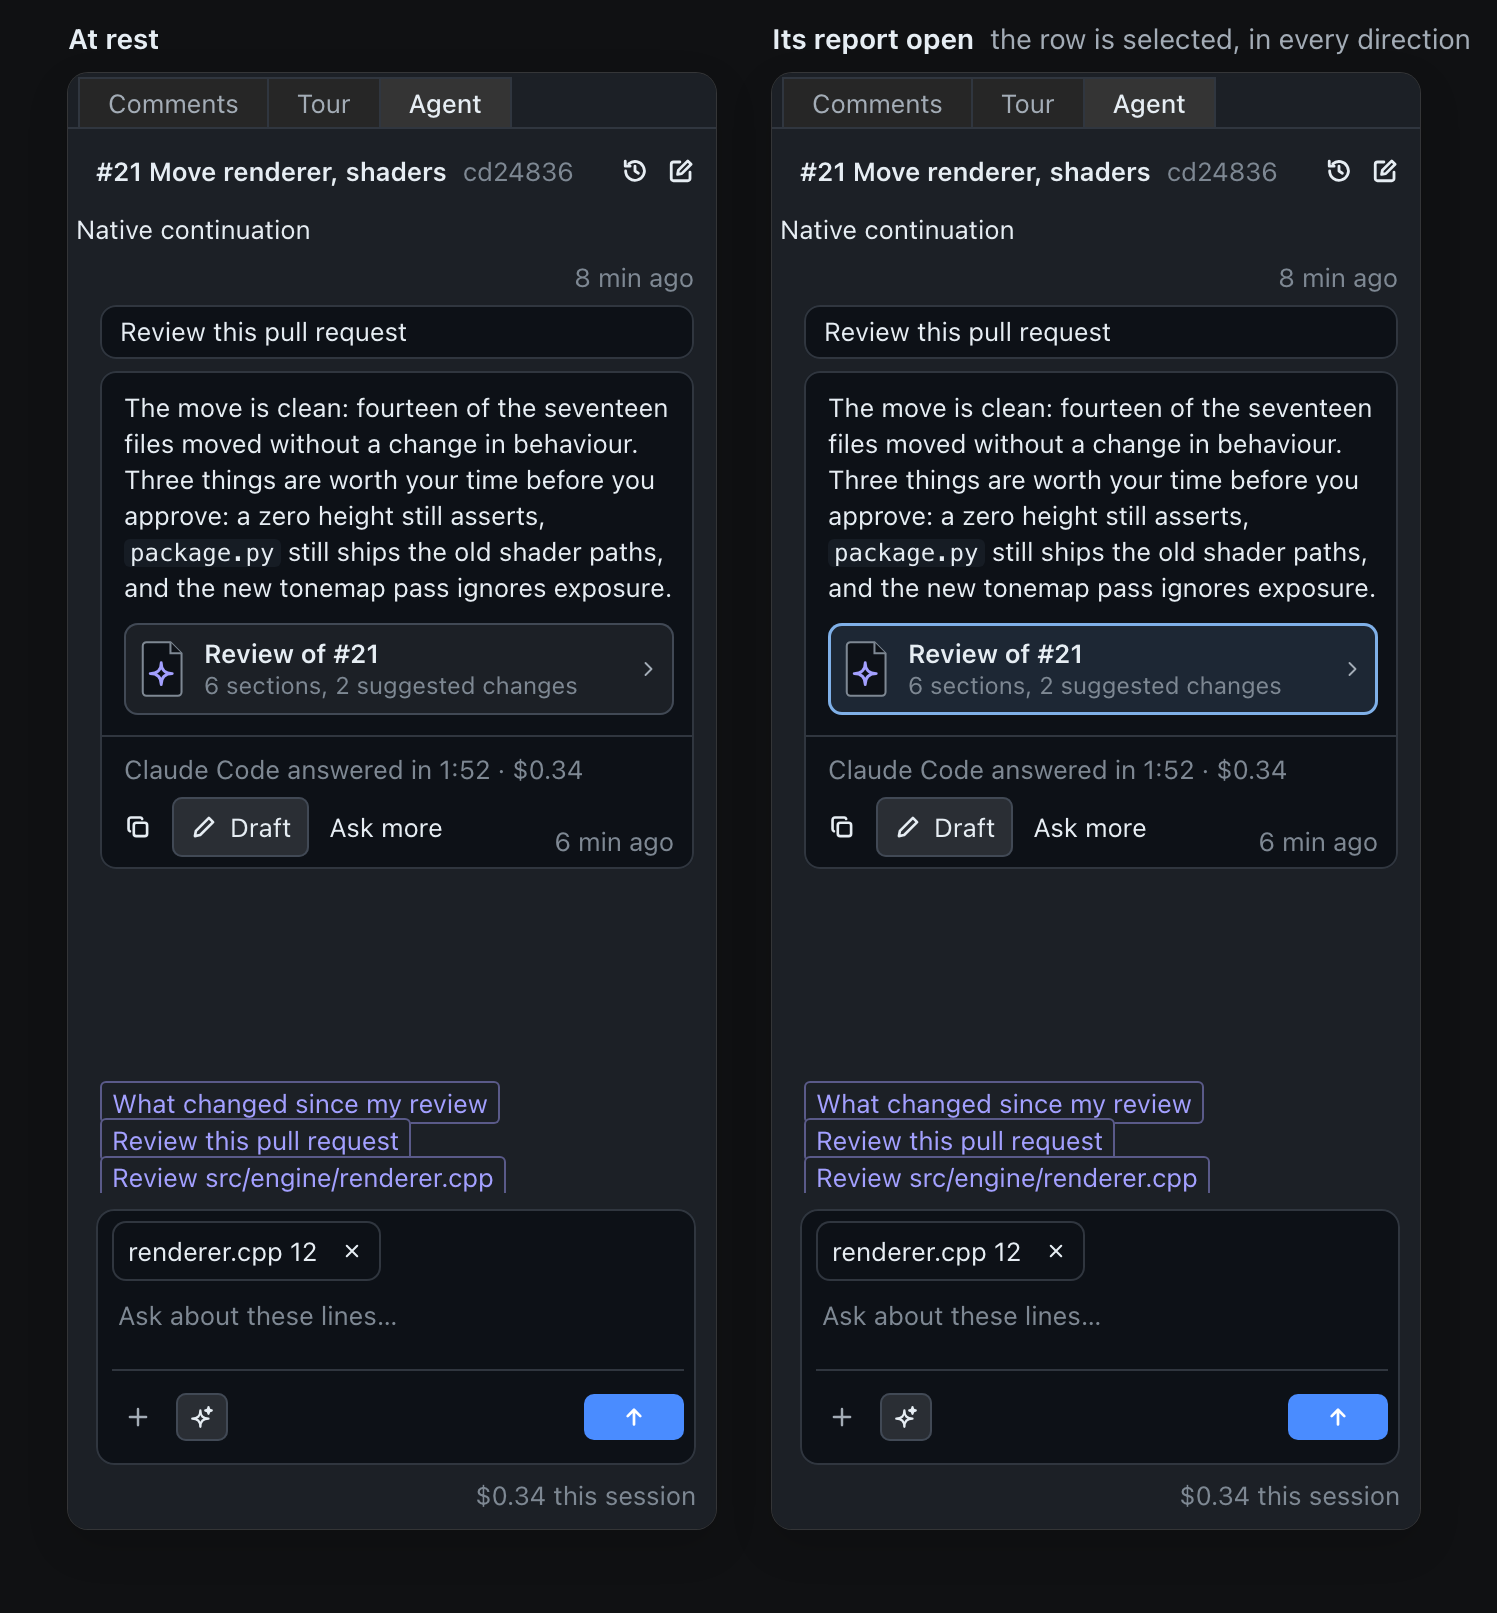 At rest
Comments Tour Agent
#21 Move renderer, shaders cd24836
Native continuation
8 min ago
Review this pull request
The move is clean: fourteen of the seventeen
files moved without a change in behaviour.
Three things are worth your time before you
approve: a zero height still asserts,
package.py still ships the old shader paths,
and the new tonemap pass ignores exposure.
Review of #21
6 sections, 2 suggested changes
Claude Code answered in 1:52 · $0.34
Draft Ask more 6 min ago
What changed since my review
Review this pull request
Review src/engine/renderer.cpp
renderer.cpp 12 ×
Ask about these lines...
$0.34 this session
Its report open the row is selected, in every direction
Comments Tour Agent
#21 Move renderer, shaders cd24836
Native continuation
8 min ago
Review this pull request
The move is clean: fourteen of the seventeen
files moved without a change in behaviour.
Three things are worth your time before you
approve: a zero height still asserts,
package.py still ships the old shader paths,
and the new tonemap pass ignores exposure.
Review of #21
6 sections, 2 suggested changes
Claude Code answered in 1:52 · $0.34
Draft Ask more 6 min ago
What changed since my review
Review this pull request
Review src/engine/renderer.cpp
renderer.cpp 12 ×
Ask about these lines...
$0.34 this session